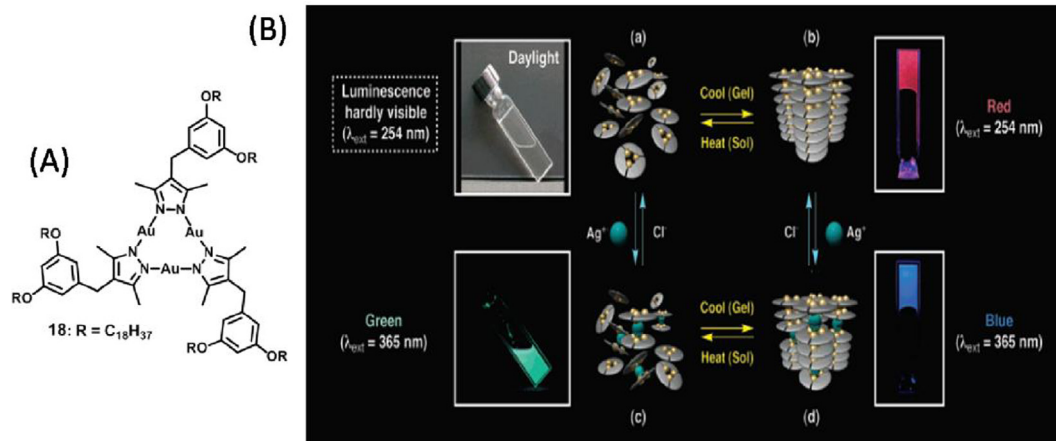 (A)
OR
OR
N-N
Au
Au
RO
N
N
OR
N-Au-N
RO
OR
18: R = C18H37
OR
(B)
(a)
(b)
Daylight
Luminescence
hardly visible
(λext = 254 nm)
Cool (Gel)
Heat (Sol)
Red
(λext = 254 nm)
Ag+
Cl-
Cl-
Ag+
Green
(λext = 365 nm)
Cool (Gel)
Heat (Sol)
Blue
(λext = 365 nm)
(c)
(d)